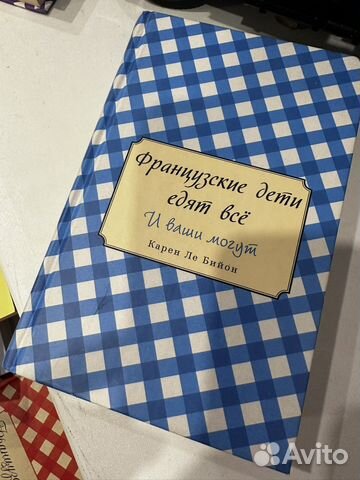 Французские дети
едят всё
И ваши могут
Карен Ле Бийон
Avito